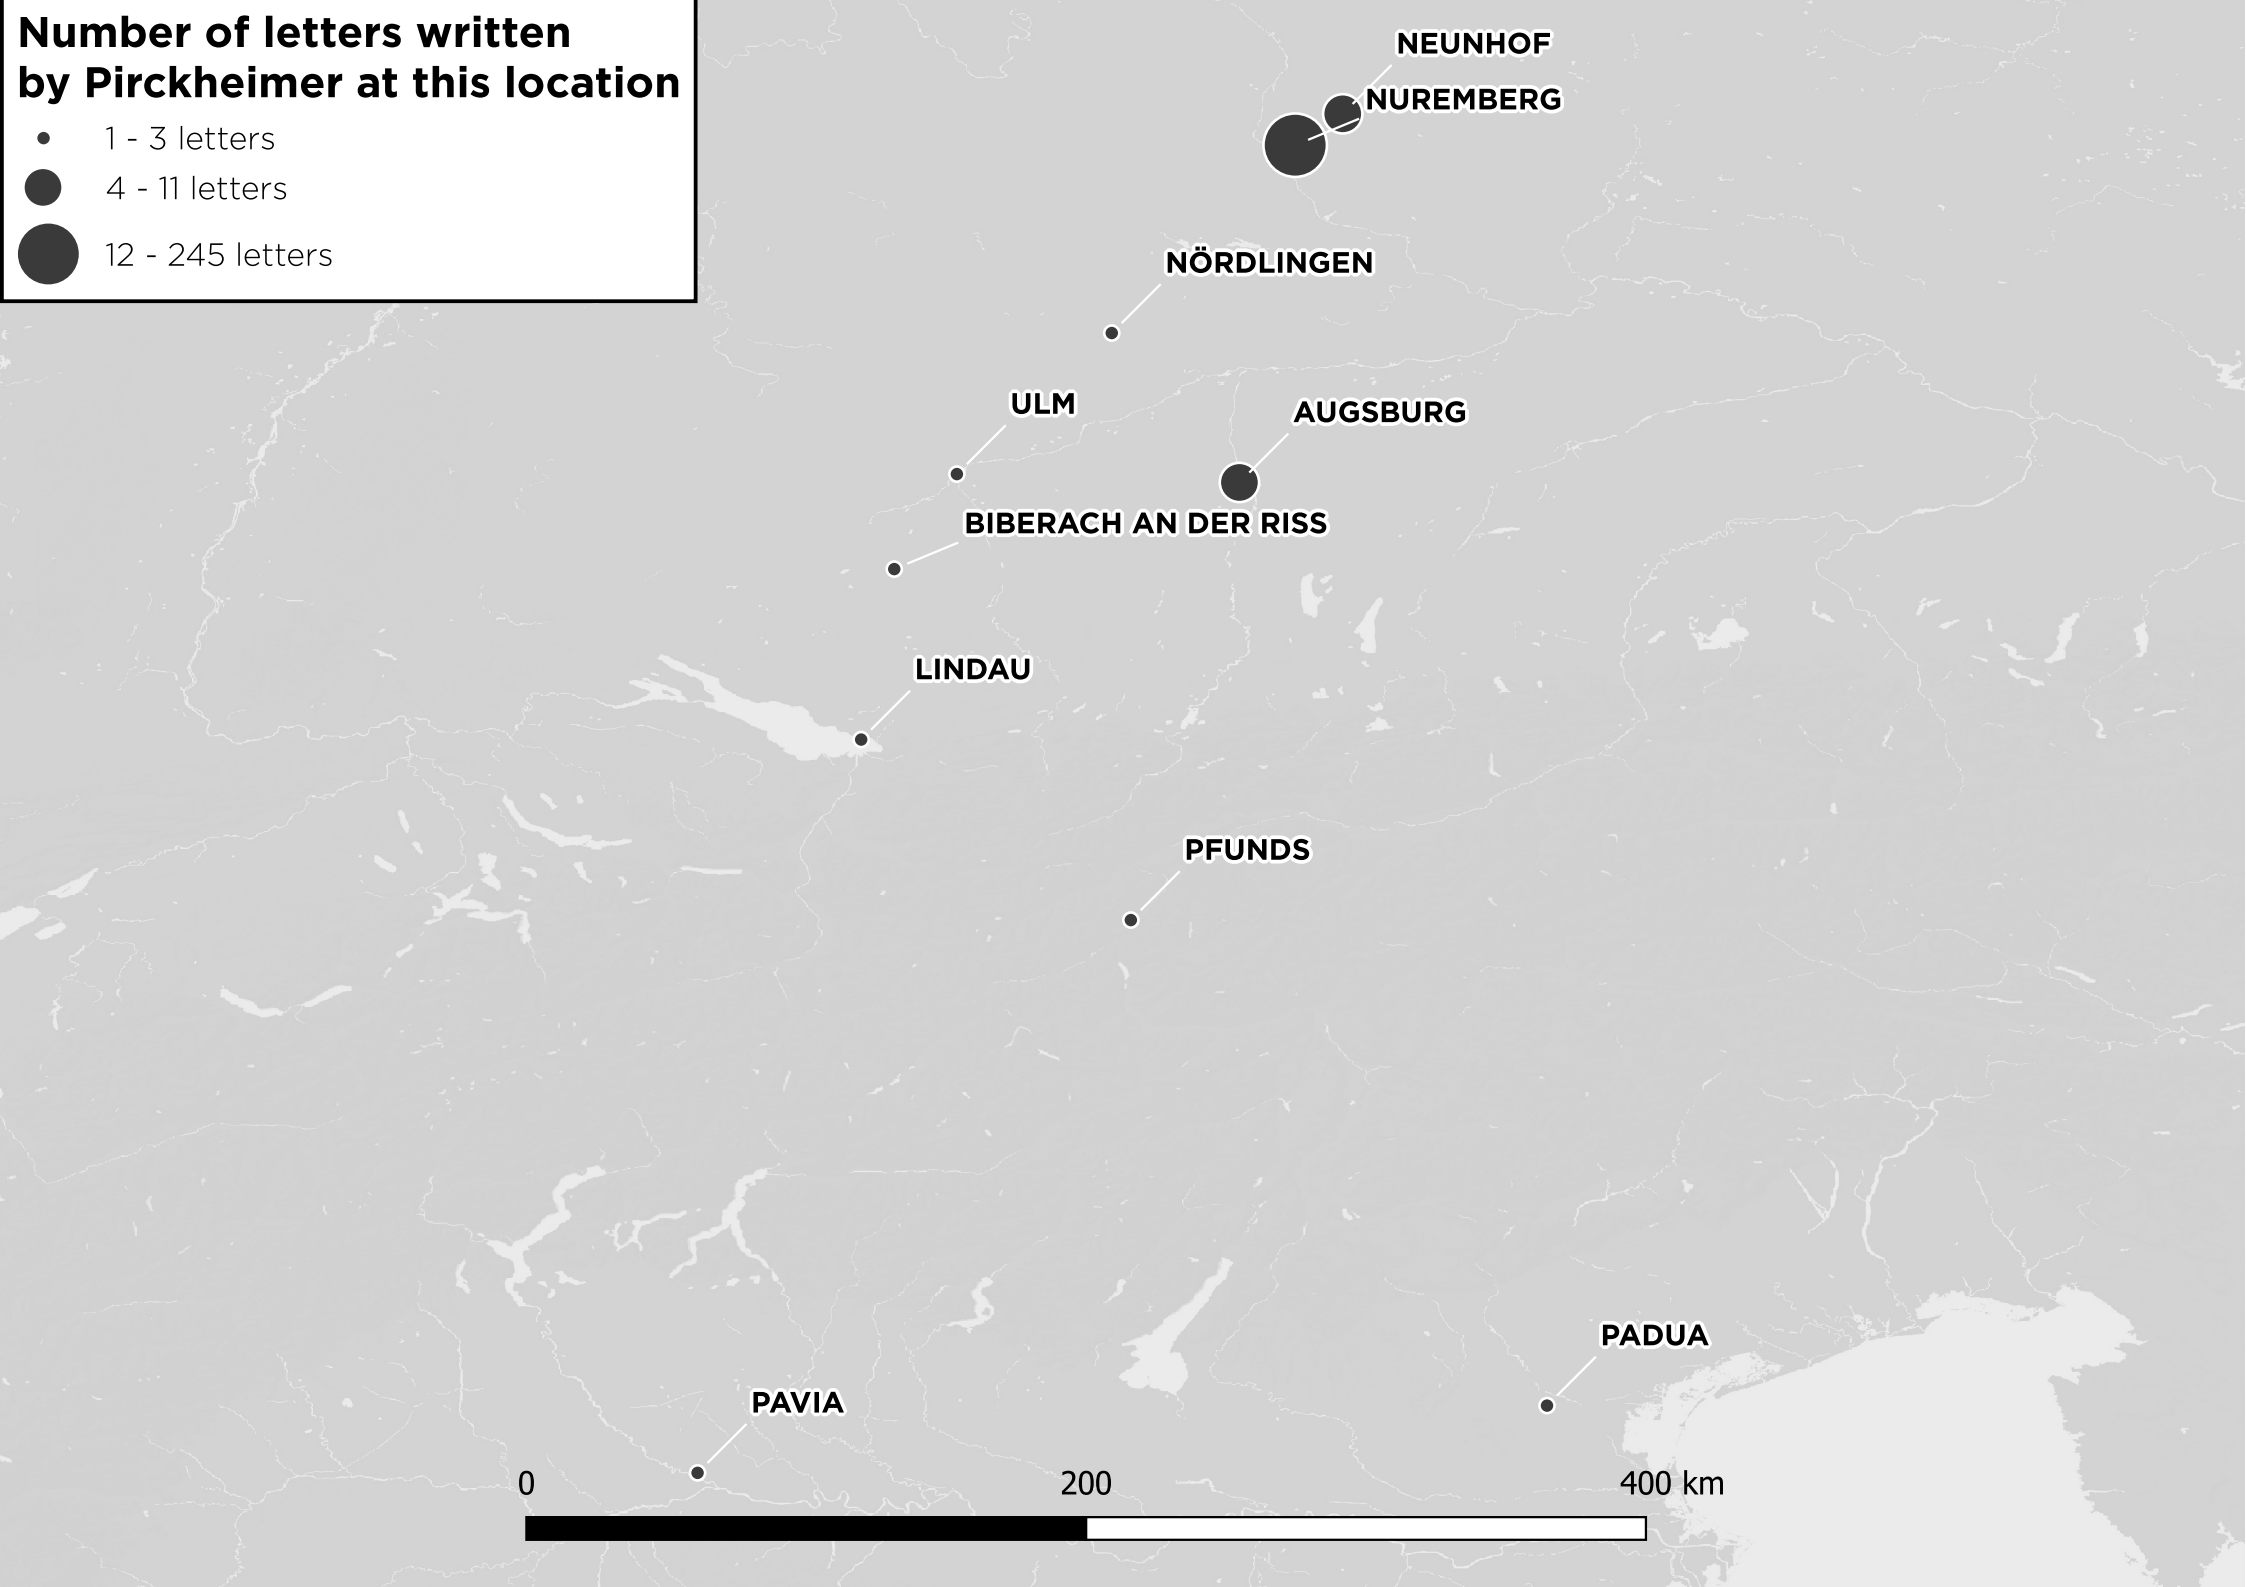 Number of letters written
by Pirckheimer at this location
1 - 3 letters
4 - 11 letters
12 - 245 letters
NEUNHOF
NUREMBERG
NÖRDLINGEN
ULM
AUGSBURG
BIBERACH AN DER RISS
LINDAU
PFUNDS
PADUA
PAVIA
0 200 400 km